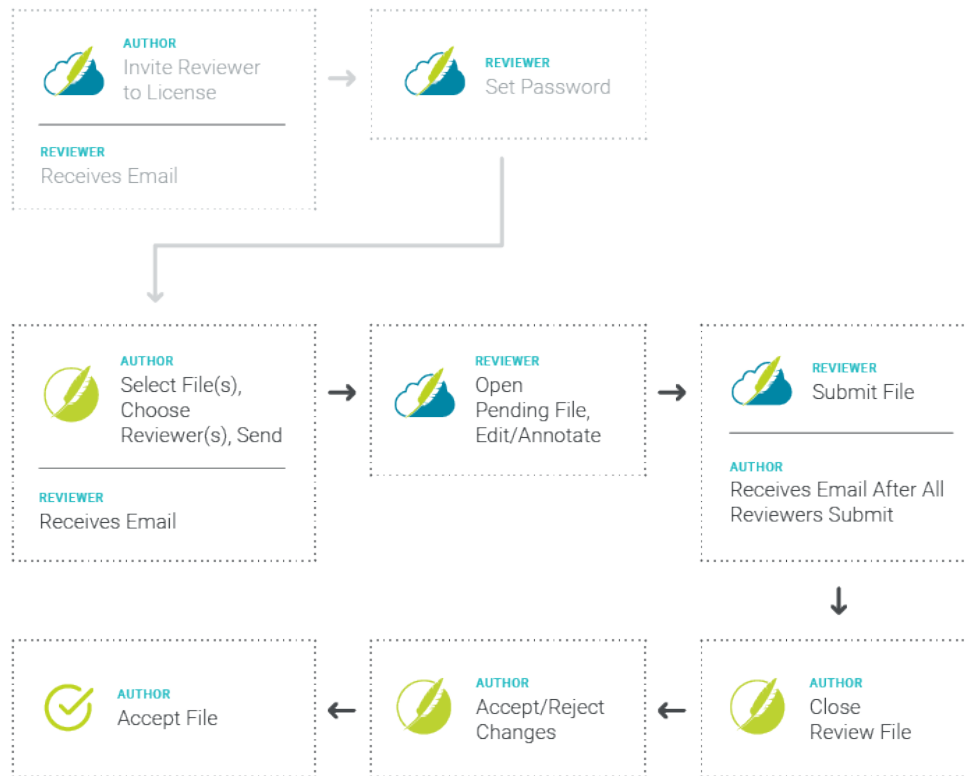 AUTHOR
Invite Reviewer
to License
REVIEWER
Receives Email
REVIEWER
Set Password
AUTHOR
Select File(s),
Choose
Reviewer(s), Send
REVIEWER
Receives Email
REVIEWER
Open
Pending File,
Edit/Annotate
REVIEWER
Submit File
AUTHOR
Receives Email After All
Reviewers Submit
AUTHOR
Close
Review File
AUTHOR
Accept/Reject
Changes
AUTHOR
Accept File